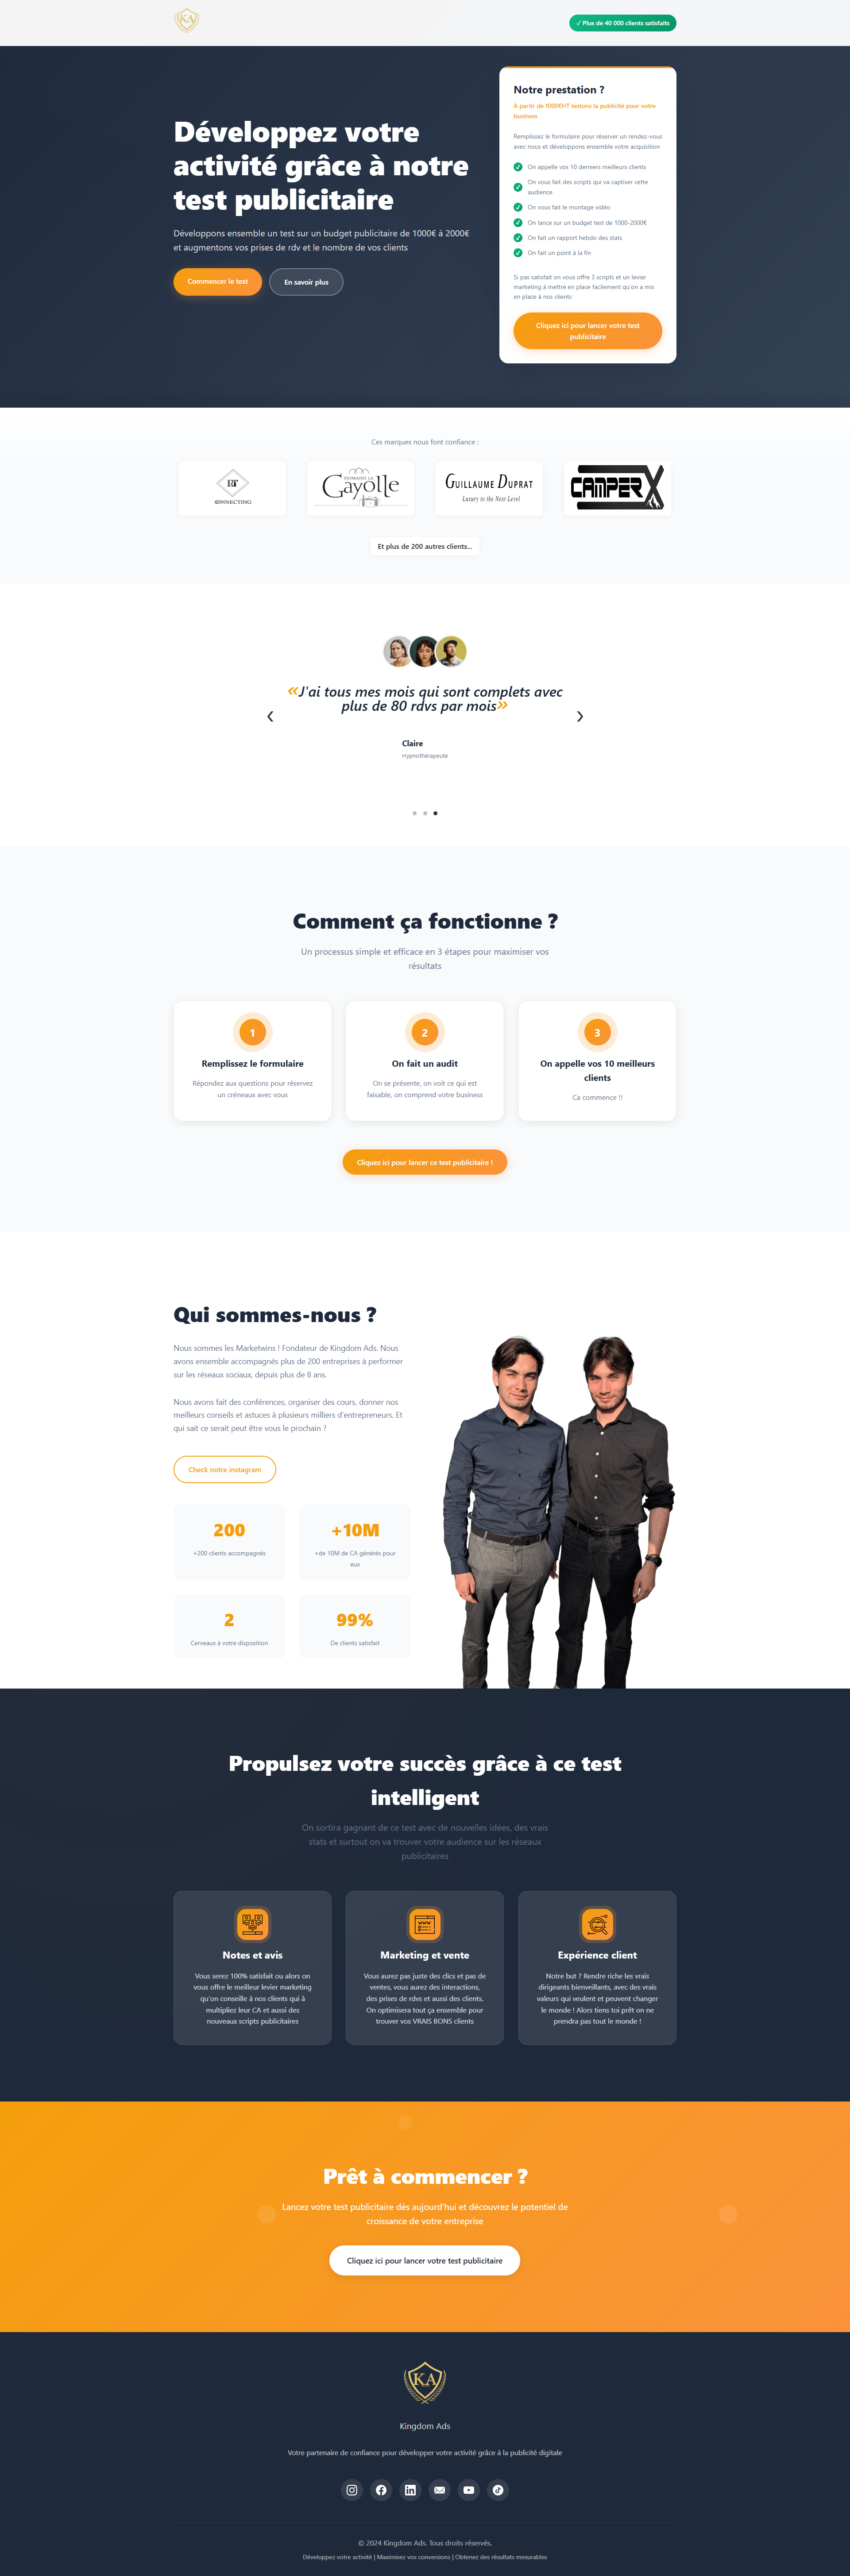 KA
✓ Plus de 40 000 clients satisfaits
Développez votre
activité grâce à notre
test publicitaire
Développons ensemble un test sur un budget publicitaire de 1000€ à 2000€
et augmentons vos prises de rdv et le nombre de vos clients
Commencer le test
En savoir plus
Notre prestation ?
À partir de 1000€HT testons la publicité pour votre
business
Remplissez le formulaire pour réserver un rendez-vous
avec nous et développons ensemble votre acquisition
On appelle vos 10 derniers meilleurs clients
On vous fait des scripts qui va captiver cette
audience
On vous fait le montage vidéo
On lance sur un budget test de 1000-2000€
On fait un rapport hebdo des stats
On fait un point à la fin
Si pas satisfait on vous offre 3 scripts et un levier
marketing à mettre en place facilement qu'on a mis
en place à nos clients
Cliquez ici pour lancer votre test
publicitaire
Ces marques nous font confiance :
CONNECTING
DOMAINE LA
Gayolle
GUILLAUME DUPRAT
Luxury to the Next Level
CAMPERX
Et plus de 200 autres clients...
«J'ai tous mes mois qui sont complets avec
plus de 80 rdvs par mois»
Claire
Hypnothérapeute
Comment ça fonctionne ?
Un processus simple et efficace en 3 étapes pour maximiser vos
résultats
1
Remplissez le formulaire
Répondez aux questions pour réservez
un créneaux avec vous
2
On fait un audit
On se présente, on voit ce qui est
faisable, on comprend votre business
3
On appelle vos 10 meilleurs
clients
Ca commence !!
Cliquez ici pour lancer ce test publicitaire !
Qui sommes-nous ?
Nous sommes les Marketwins ! Fondateur de Kingdom Ads. Nous
avons ensemble accompagnés plus de 200 entreprises à performer
sur les réseaux sociaux, depuis plus de 8 ans.
Nous avons fait des conférences, organiser des cours, donner nos
meilleurs conseils et astuces à plusieurs milliers d'entrepreneurs. Et
qui sait ce serait peut être vous le prochain ?
Check notre instagram
200
+200 clients accompagnés
+10M
+de 10M de CA générés pour
eux
2
Cerveaux à votre disposition
99%
De clients satisfait
Propulsez votre succès grâce à ce test
intelligent
On sortira gagnant de ce test avec de nouvelles idées, des vrais
stats et surtout on va trouver votre audience sur les réseaux
publicitaires
Notes et avis
Vous serez 100% satisfait ou alors on
vous offre le meilleur levier marketing
qu'on conseille à nos clients qui à
multipliez leur CA et aussi des
nouveaux scripts publicitaires
WWW
Marketing et vente
Vous aurez pas juste des clics et pas de
ventes, vous aurez des interactions,
des prises de rdvs et aussi des clients.
On optimisera tout ça ensemble pour
trouver vos VRAIS BONS clients
Expérience client
Notre but ? Rendre riche les vrais
dirigeants bienveillants, avec des vrais
valeurs qui veulent et peuvent changer
le monde ! Alors tiens toi prêt on ne
prendra pas tout le monde !
Prêt à commencer ?
Lancez votre test publicitaire dès aujourd'hui et découvrez le potentiel de
croissance de votre entreprise
Cliquez ici pour lancer votre test publicitaire
KA
Kingdom Ads
Votre partenaire de confiance pour développer votre activité grâce à la publicité digitale
© 2024 Kingdom Ads. Tous droits réservés.
Développez votre activité | Maximisez vos conversions | Obtenez des résultats mesurables